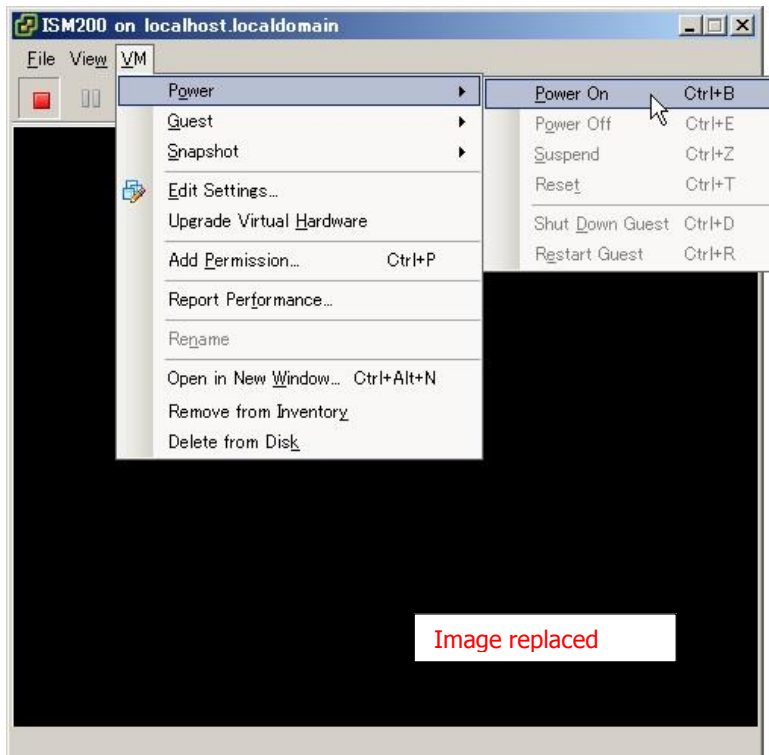 ISM200 on localhost.localdomain
File View VM
Power
Guest
Snapshot
Edit Settings...
Upgrade Virtual Hardware
Add Permission... Ctrl+P
Report Performance...
Rename
Open in New Window... Ctrl+Alt+N
Remove from Inventory
Delete from Disk
Power On Ctrl+B
Power Off Ctrl+E
Suspend Ctrl+Z
Reset Ctrl+T
Shut Down Guest Ctrl+D
Restart Guest Ctrl+R
Image replaced